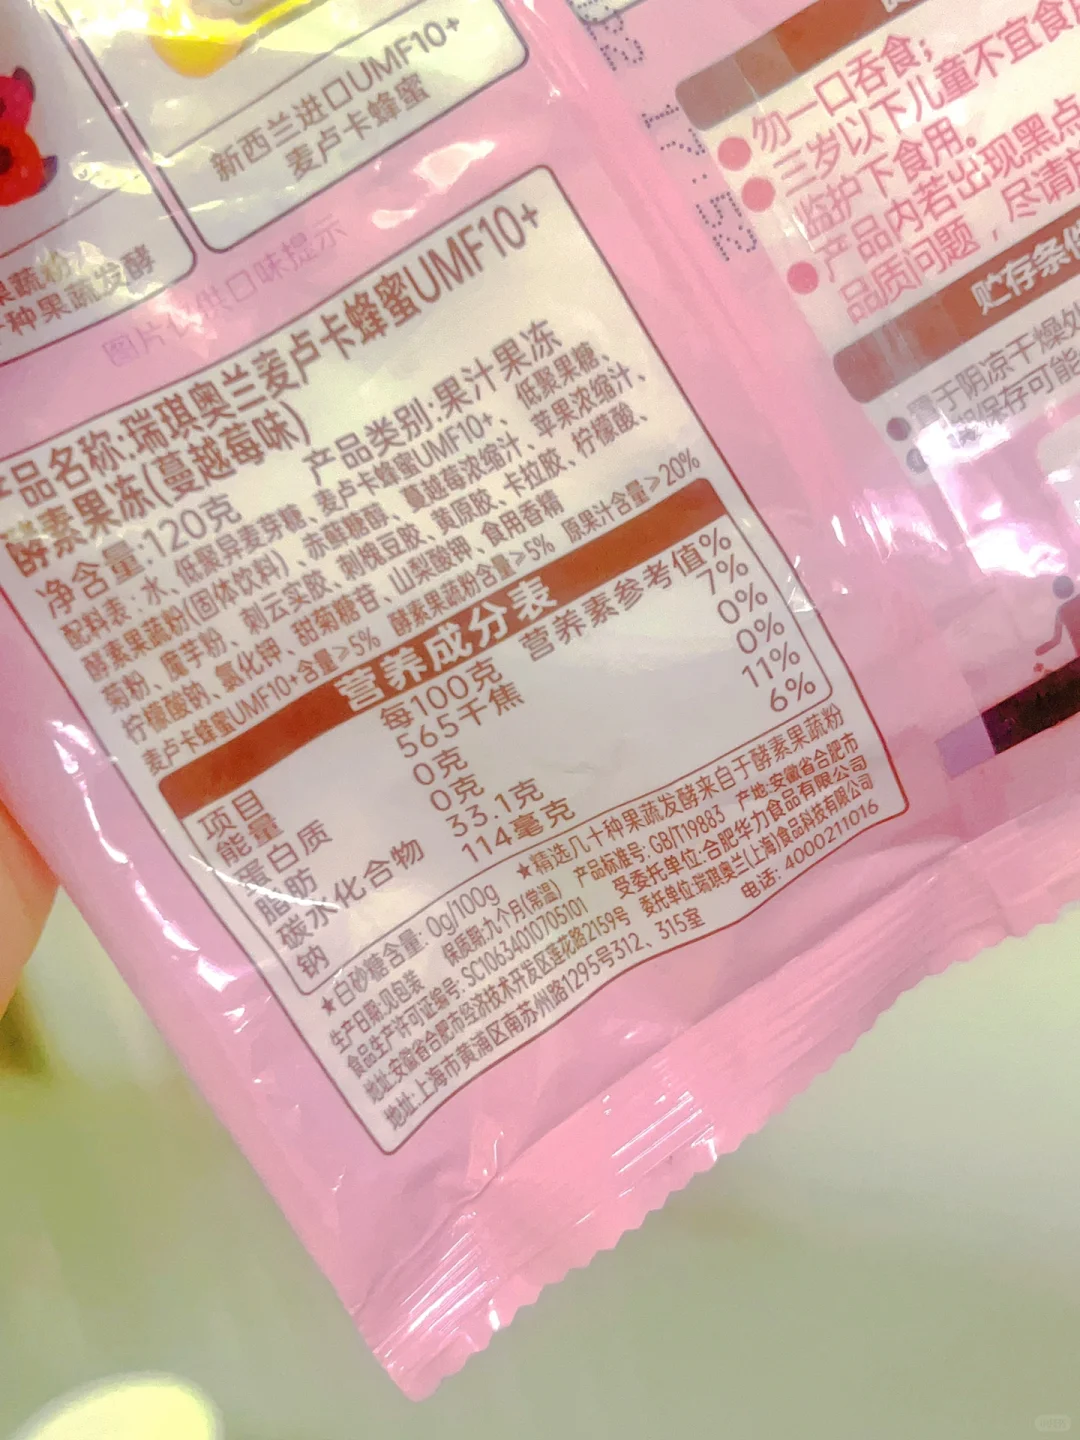 新西兰进口UMF10+
麦卢卡蜂蜜
果蔬粉
十种果蔬发酵
图片仅供口味提示
产品名称:瑞琪奥兰麦卢卡蜂蜜UMF10+
酵素果冻(蔓越莓味)
净含量:120克 产品类别:果汁果冻
配料表:水、低聚异麦芽糖、麦卢卡蜂蜜UMF10+、低聚果糖、
酵素果蔬粉(固体饮料)、赤藓糖醇、蔓越莓浓缩汁、苹果浓缩汁、
菊粉、魔芋粉、刺云实胶、刺槐豆胶、黄原胶、卡拉胶、柠檬酸、
柠檬酸钠、氯化钾、甜菊糖苷、山梨酸钾、食用香精
麦卢卡蜂蜜UMF10+含量≥5% 酵素果蔬粉含量≥5% 原果汁含量≥20%
营养成分表
项目 每100克 营养素参考值%
能量 565千焦 7%
蛋白质 0克 0%
脂肪 0克 0%
碳水化合物 33.1克 11%
钠 114毫克 6%
★白砂糖含量:0g/100g ★精选几十种果蔬发酵来自于酵素果蔬粉
生产日期:见包装 保质期:九个月(常温) 产品标准号:GB/T19883 产地:安徽省合肥市
食品生产许可证编号:SC10634010705101 受委托单位:合肥华力食品有限公司
地址:安徽省合肥市经济技术开发区莲花路2159号 委托单位:瑞琪奥兰(上海)食品科技有限公司
地址:上海市黄浦区南苏州路1295号312、315室 电话:4000211016
勿一口吞食;
三岁以下儿童不宜食用
监护下食用。
产品内若出现黑点
品质问题,尽请放
贮存条件
置于阴凉干燥处
保存可能